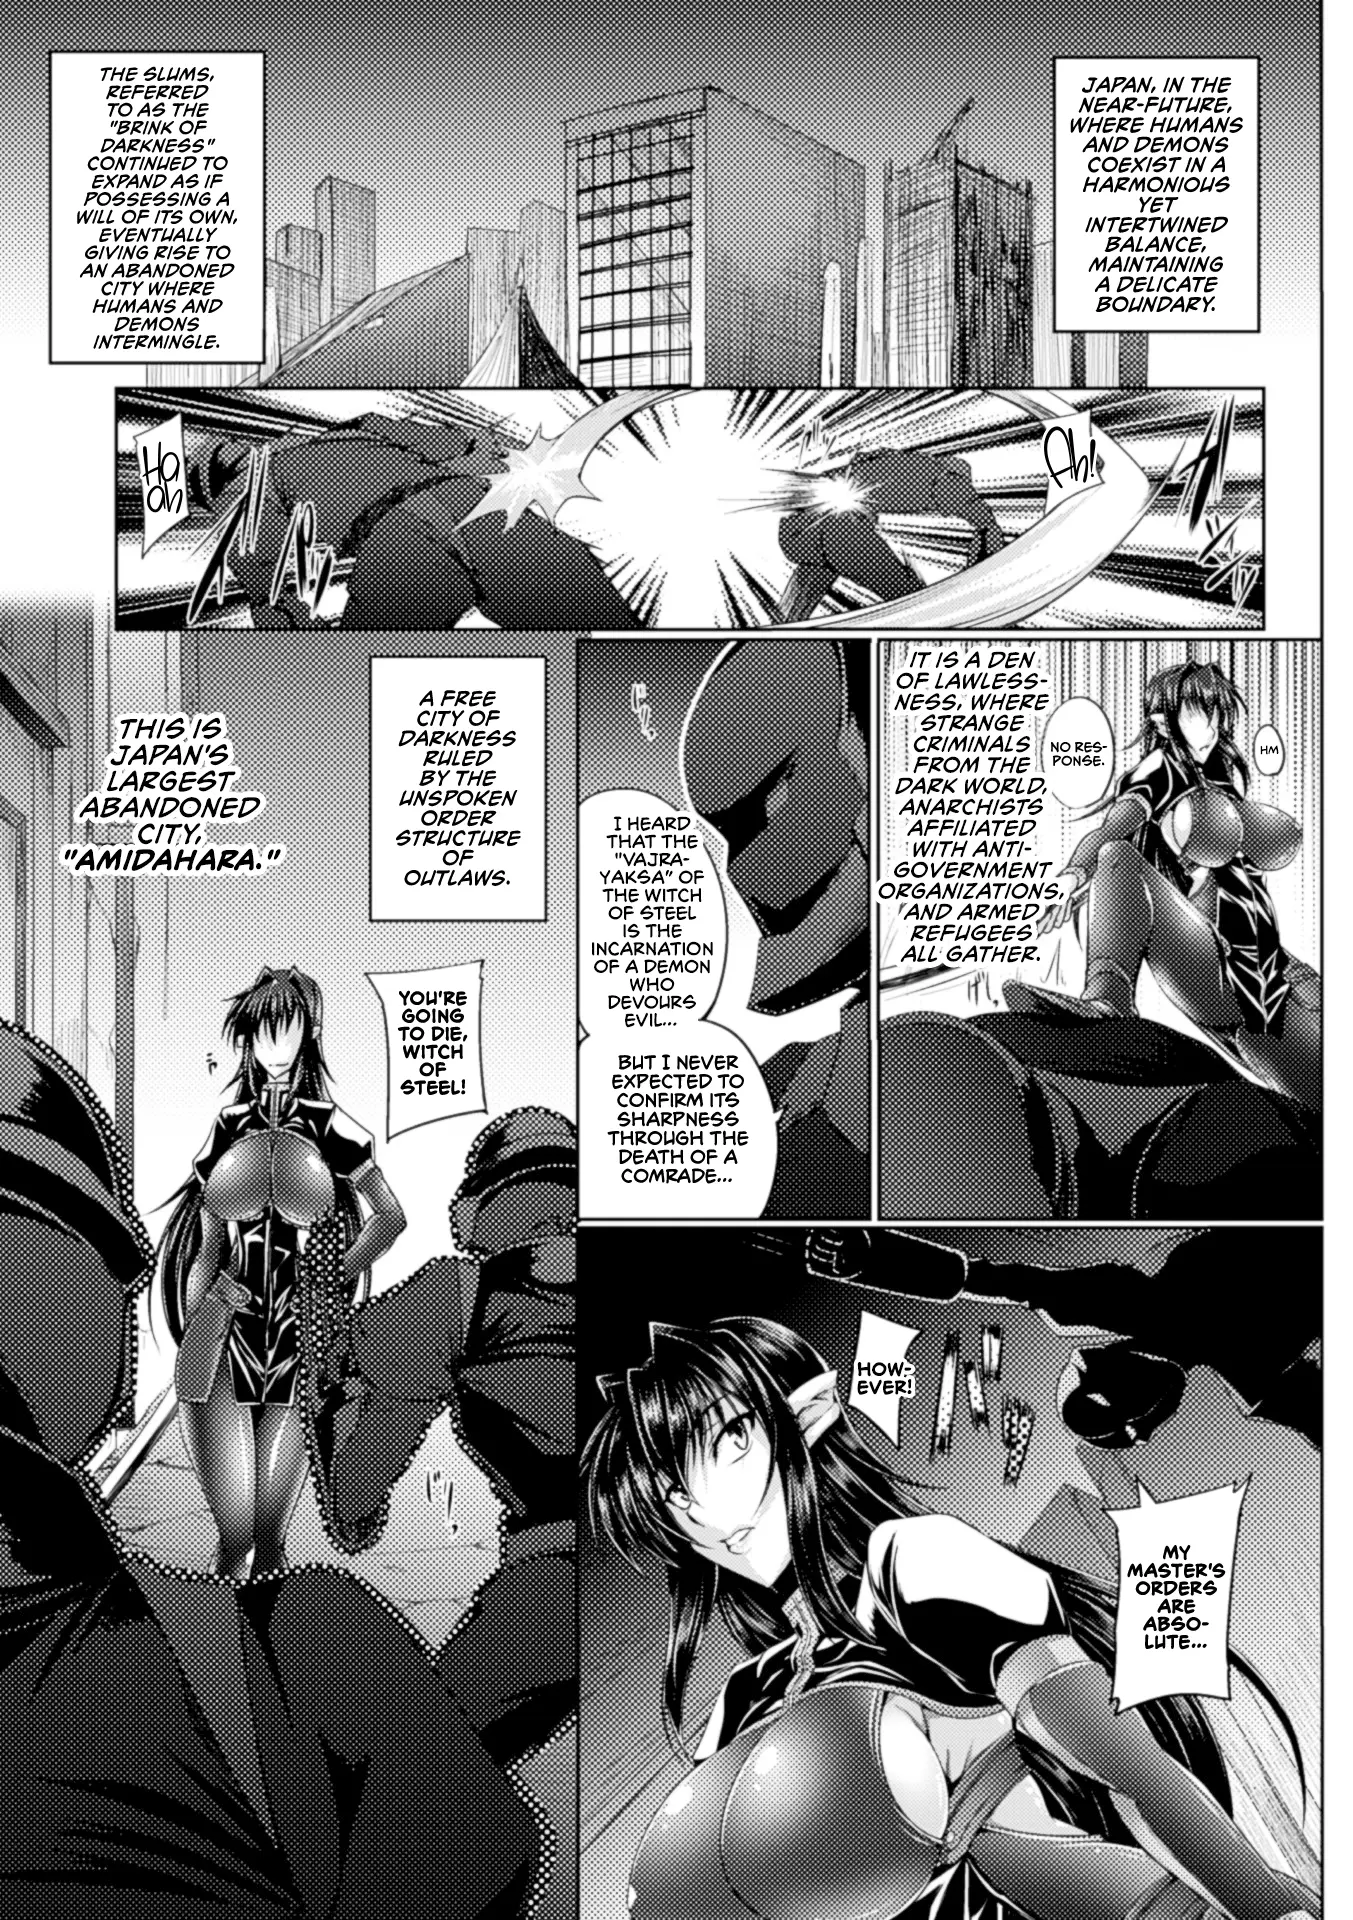 JAPAN, IN THE
NEAR-FUTURE,
WHERE HUMANS
AND DEMONS
COEXIST IN A
HARMONIOUS
YET
INTERTWINED
BALANCE,
MAINTAINING
A DELICATE
BOUNDARY.
THE SLUMS,
REFERRED
TO AS THE
"BRINK OF
DARKNESS"
CONTINUED TO
EXPAND AS IF
POSSESSING A
WILL OF ITS OWN,
EVENTUALLY
GIVING RISE TO
AN ABANDONED
CITY WHERE
HUMANS AND
DEMONS
INTERMINGLE.
Ah!
Ha
ah
IT IS A DEN
OF LAWLESS-
NESS, WHERE
STRANGE
CRIMINALS
FROM THE
DARK WORLD,
ANARCHISTS
AFFILIATED
WITH ANTI-
GOVERNMENT
ORGANIZATIONS,
AND ARMED
REFUGEES
ALL GATHER.
HM
NO RES-
PONSE.
I HEARD
THAT THE
"VAJRA-
YAKSA" OF
THE WITCH
OF STEEL
IS THE
INCARNATION
OF A DEMON
WHO
DEVOURS
EVIL...
BUT I NEVER
EXPECTED TO
CONFIRM ITS
SHARPNESS
THROUGH THE
DEATH OF A
COMRADE...
A FREE
CITY OF
DARKNESS
RULED
BY THE
UNSPOKEN
ORDER
STRUCTURE
OF
OUTLAWS.
THIS IS
JAPAN'S
LARGEST
ABANDONED
CITY,
"AMIDAHARA."
YOU'RE
GOING
TO DIE,
WITCH
OF
STEEL!
HOW-
EVER!
MY
MASTER'S
ORDERS
ARE
ABSO-
LUTE...